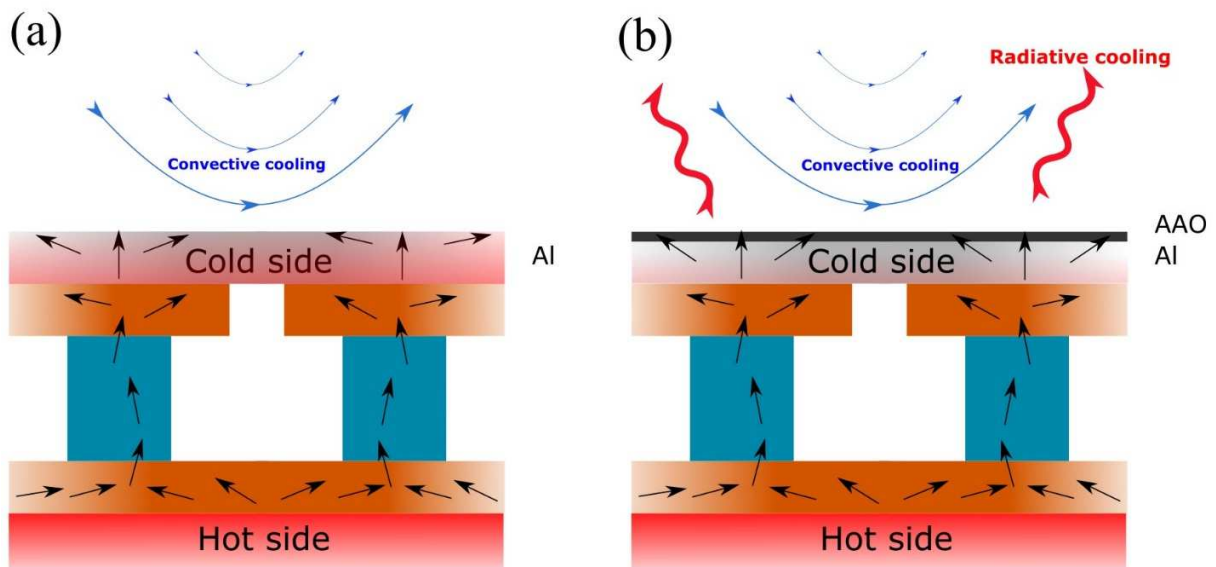 (a)
Convective cooling
Cold side
Al
Hot side
(b)
Radiative cooling
Convective cooling
AAO
Cold side
Al
Hot side